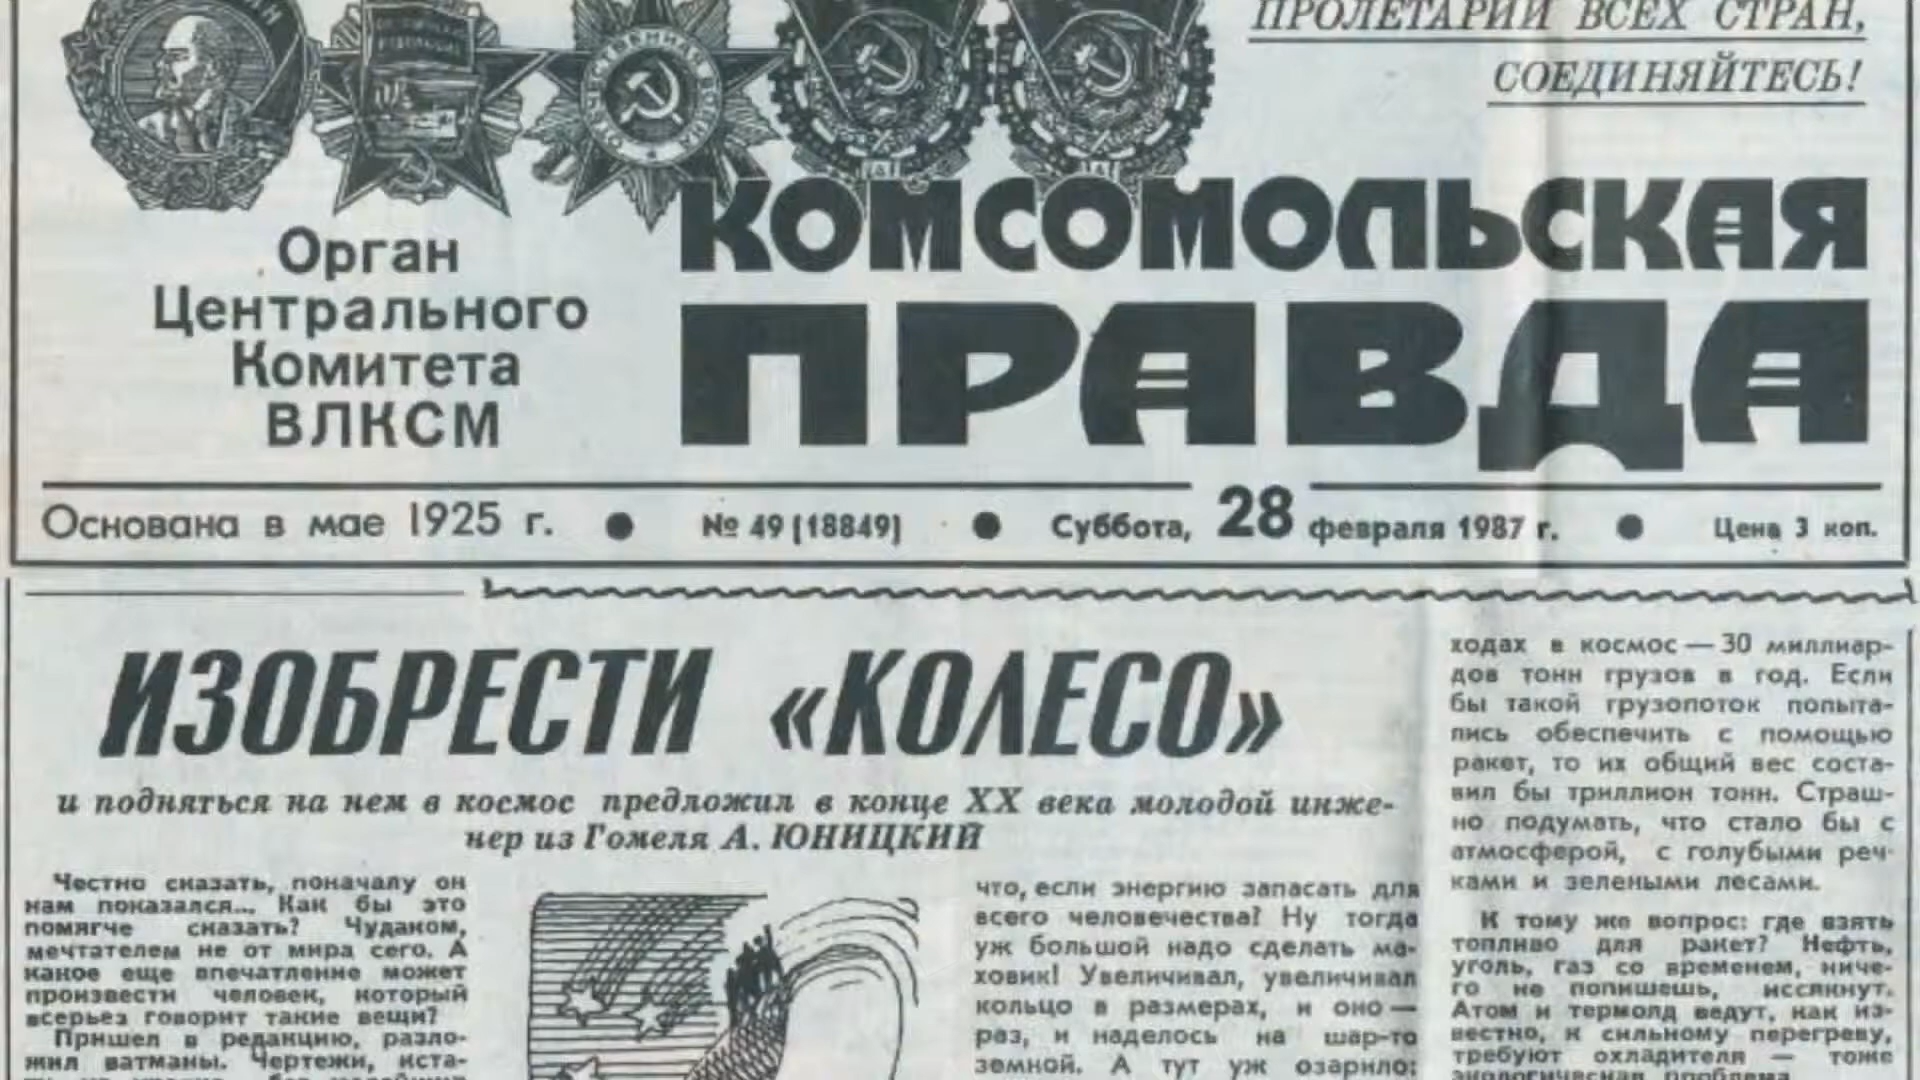 ПРОЛЕТАРИИ ВСЕХ СТРАН,
СОЕДИНЯЙТЕСЬ!
Орган
Центрального
Комитета
ВЛКСМ
КОМСОМОЛЬСКАЯ
ПРАВДА
Основана в мае 1925 г. ● № 49 (18849) ● Суббота, 28 февраля 1987 г. ● Цена 3 коп.
ИЗОБРЕСТИ «КОЛЕСО»
и подняться на нем в космос предложил в конце XX века молодой инже-
нер из Гомеля А. ЮНИЦКИЙ
Честно сказать, поначалу он
нам показался... Как бы это
помягче сказать? Чудаком,
мечтателем не от мира сего. А
какое еще впечатление может
произвести человек, который
всерьез говорит такие вещи?
Пришел в редакцию, разло-
жил ватманы. Чертежи, кста-
что, если энергию запасать для
всего человечества? Ну тогда
уж большой надо сделать ма-
ховик! Увеличивал, увеличивал
кольцо в размерах, и оно —
раз, и наделось на шар-то
земной. А тут уж озарило:
ходах в космос — 30 миллиар-
дов тонн грузов в год. Если
бы такой грузопоток попыта-
лись обеспечить с помощью
ракет, то их общий вес соста-
вил бы триллион тонн. Страш-
но подумать, что стало бы с
атмосферой, с голубыми реч-
ками и зелеными лесами.
К тому же вопрос: где взять
топливо для ракет? Нефть,
уголь, газ со временем, ниче-
го не попишешь, иссякнут.
Атом и термояд ведут, как из-
вестно, к сильному перегреву,
требуют охладителя — тоже
экологическая проблема.